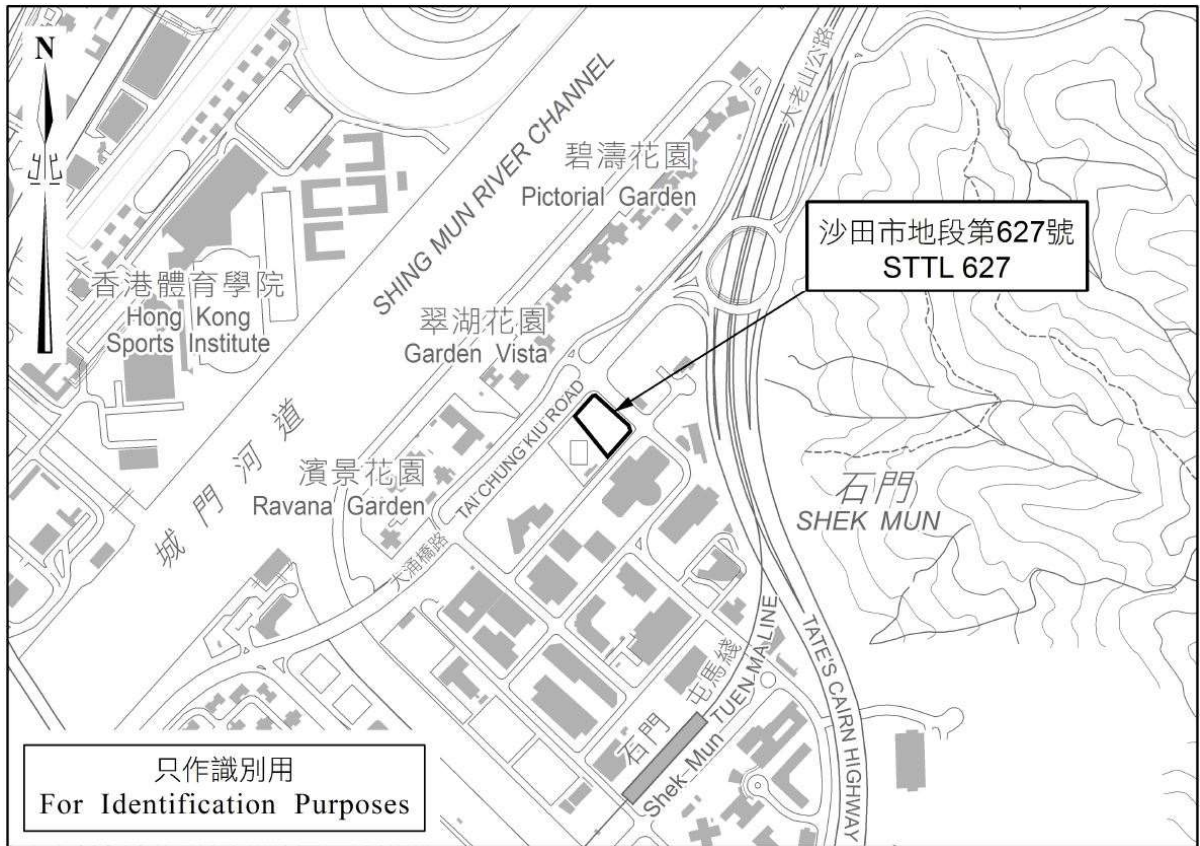 N
北
大老山公路
SHING MUN RIVER CHANNEL
碧濤花園
Pictorial Garden
沙田市地段第627號
STTL 627
香港體育學院
Hong Kong
Sports Institute
翠湖花園
Garden Vista
TAI CHUNG KIU ROAD
大涌橋路
城門河道
濱景花園
Ravana Garden
石門
SHEK MUN
屯馬綫
TUEN MA LINE
石門
Shek Mun
TATE'S CAIRN HIGHWAY
只作識別用
For Identification Purposes